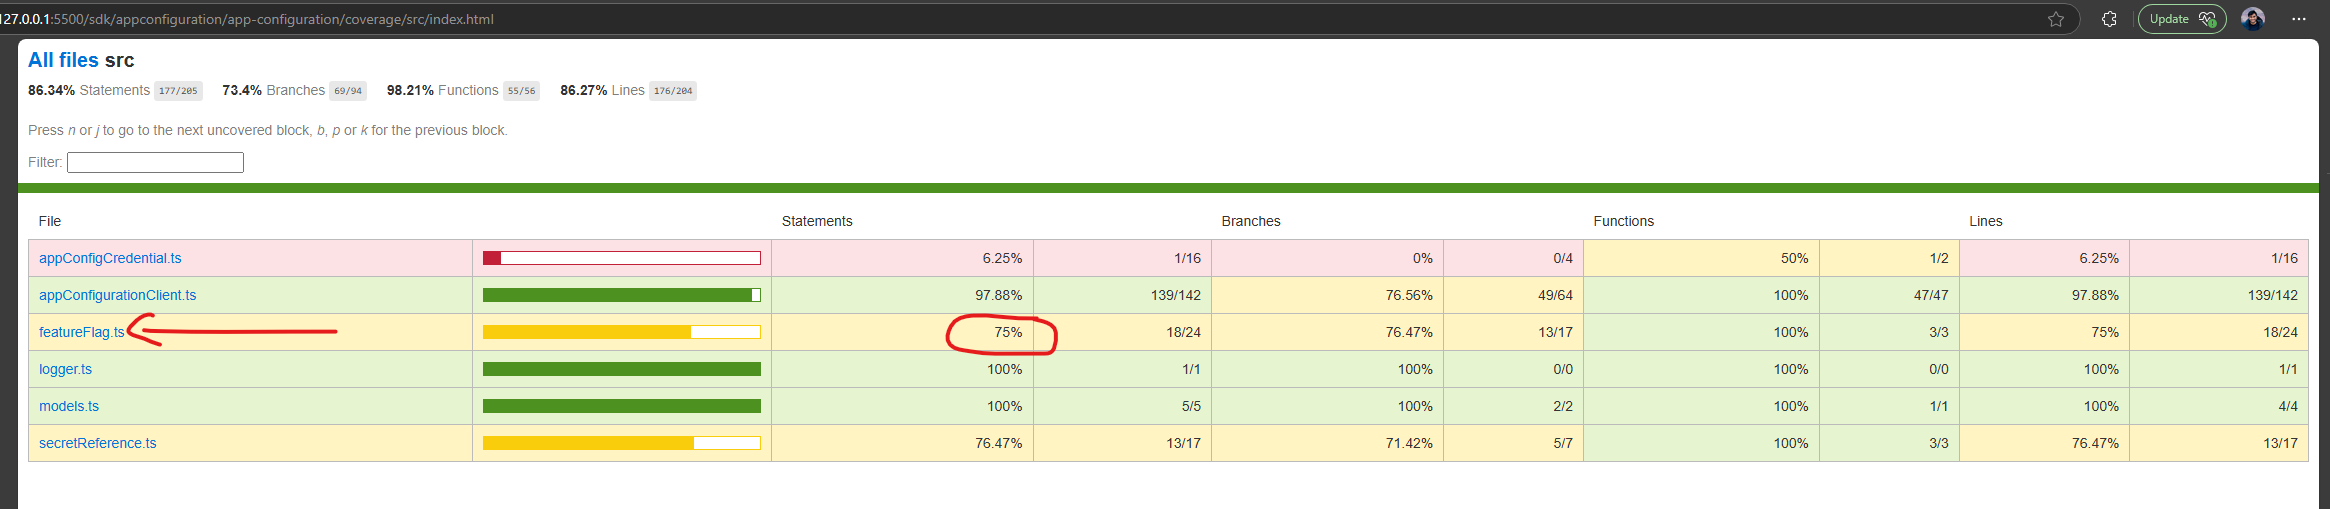 127.0.0.1:5500/sdk/appconfiguration/app-configuration/coverage/src/index.html
Update
All files src
86.34% Statements 177/205 73.4% Branches 69/94 98.21% Functions 55/56 86.27% Lines 176/204
Press n or j to go to the next uncovered block, b, p or k for the previous block.
Filter:
File Statements Branches Functions Lines
appConfigCredential.ts 6.25% 1/16 0% 0/4 50% 1/2 6.25% 1/16
appConfigurationClient.ts 97.88% 139/142 76.56% 49/64 100% 47/47 97.88% 139/142
featureFlag.ts 75% 18/24 76.47% 13/17 100% 3/3 75% 18/24
logger.ts 100% 1/1 100% 0/0 100% 0/0 100% 1/1
models.ts 100% 5/5 100% 2/2 100% 1/1 100% 4/4
secretReference.ts 76.47% 13/17 71.42% 5/7 100% 3/3 76.47% 13/17